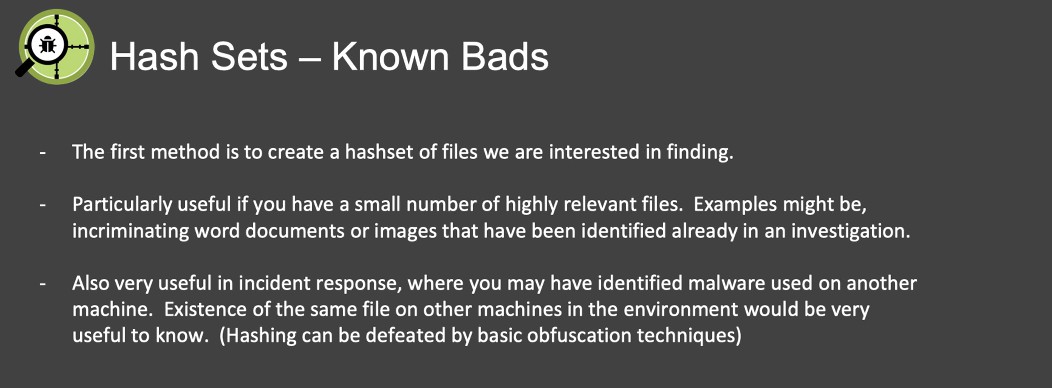 Hash Sets – Known Bads
- The first method is to create a hashset of files we are interested in finding.
- Particularly useful if you have a small number of highly relevant files.  Examples might be,
incriminating word documents or images that have been identified already in an investigation.
- Also very useful in incident response, where you may have identified malware used on another
machine.  Existence of the same file on other machines in the environment would be very
useful to know.  (Hashing can be defeated by basic obfuscation techniques)